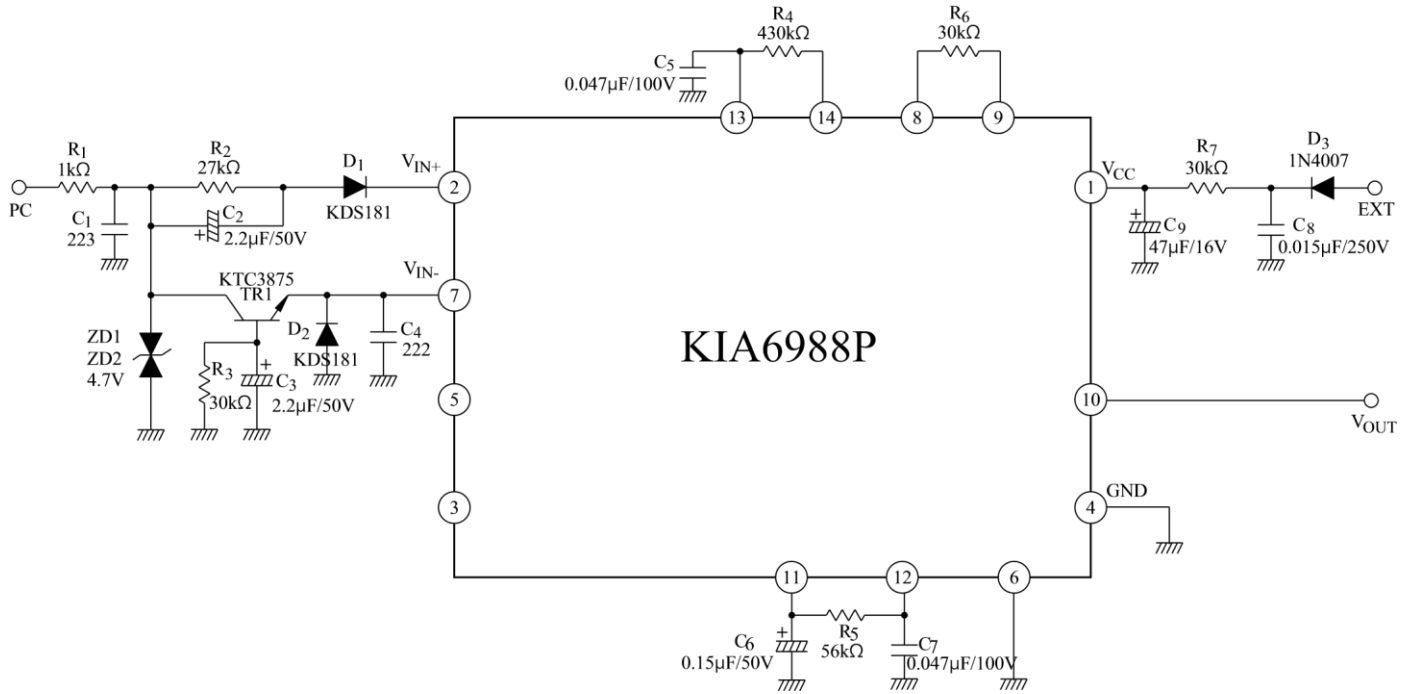 R4
430kΩ
R6
30kΩ
C5
0.047μF/100V
13
14
8
9
R1
1kΩ
R2
27kΩ
D1
KDS181
VIN+
2
PC
C1
223
C2
+
2.2μF/50V
VCC
1
R7
30kΩ
D3
1N4007
EXT
+
C9
47μF/16V
C8
0.015μF/250V
KTC3875
TR1
VIN-
7
ZD1
ZD2
4.7V
R3
30kΩ
+
C3
2.2μF/50V
D2
KDS181
C4
222
KIA6988P
5
10
VOUT
3
4
GND
11
12
6
C6
+
0.15μF/50V
R5
56kΩ
C7
0.047μF/100V